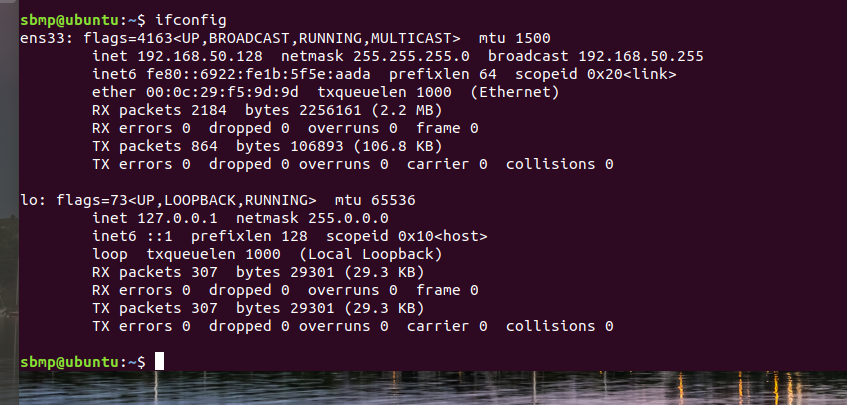 sbmp@ubuntu:~$ ifconfig
ens33: flags=4163<UP,BROADCAST,RUNNING,MULTICAST>  mtu 1500
        inet 192.168.50.128  netmask 255.255.255.0  broadcast 192.168.50.255
        inet6 fe80::6922:fe1b:5f5e:aada  prefixlen 64  scopeid 0x20<link>
        ether 00:0c:29:f5:9d:9d  txqueuelen 1000  (Ethernet)
        RX packets 2184  bytes 2256161 (2.2 MB)
        RX errors 0  dropped 0  overruns 0  frame 0
        TX packets 864  bytes 106893 (106.8 KB)
        TX errors 0  dropped 0 overruns 0  carrier 0  collisions 0

lo: flags=73<UP,LOOPBACK,RUNNING>  mtu 65536
        inet 127.0.0.1  netmask 255.0.0.0
        inet6 ::1  prefixlen 128  scopeid 0x10<host>
        loop  txqueuelen 1000  (Local Loopback)
        RX packets 307  bytes 29301 (29.3 KB)
        RX errors 0  dropped 0  overruns 0  frame 0
        TX packets 307  bytes 29301 (29.3 KB)
        TX errors 0  dropped 0 overruns 0  carrier 0  collisions 0

sbmp@ubuntu:~$